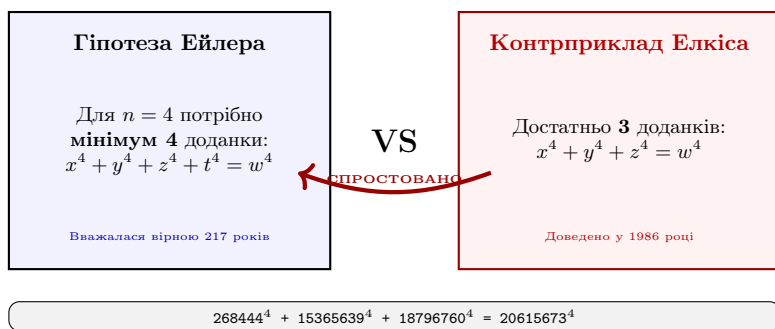 Гіпотеза Ейлера
Для n = 4 потрібно
мінімум 4 доданки:
x⁴ + y⁴ + z⁴ + t⁴ = w⁴
Вважалася вірною 217 років
VS
СПРОСТОВАНО
Контрприклад Елкіса
Достатньо 3 доданків:
x⁴ + y⁴ + z⁴ = w⁴
Доведено у 1986 році
268444⁴ + 15365639⁴ + 18796760⁴ = 20615673⁴